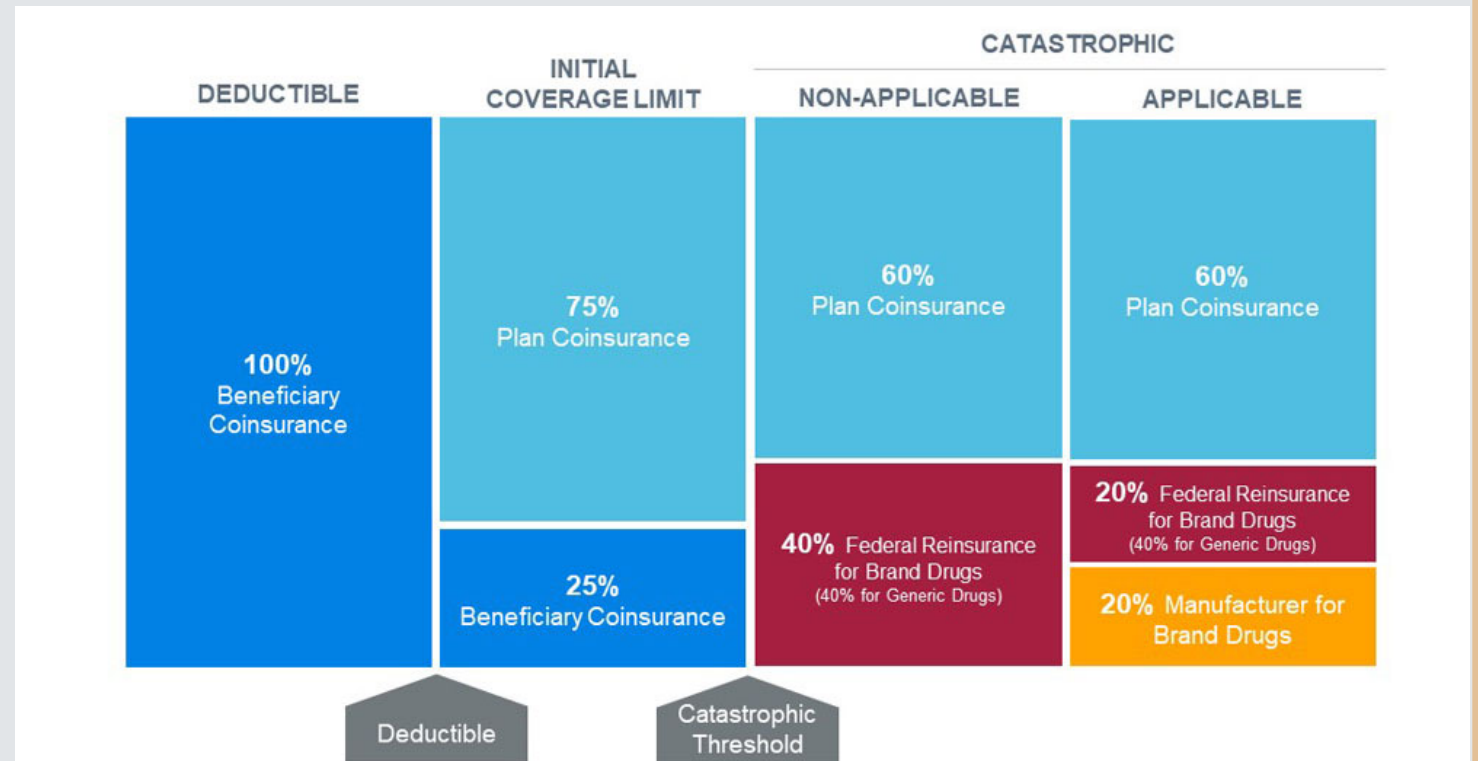 CATASTROPHIC
DEDUCTIBLE
INITIAL
COVERAGE LIMIT
NON-APPLICABLE
APPLICABLE
100%
Beneficiary
Coinsurance
75%
Plan Coinsurance
25%
Beneficiary Coinsurance
60%
Plan Coinsurance
40% Federal Reinsurance
for Brand Drugs
(40% for Generic Drugs)
60%
Plan Coinsurance
20% Federal Reinsurance
for Brand Drugs
(40% for Generic Drugs)
20% Manufacturer for
Brand Drugs
Deductible
Catastrophic
Threshold